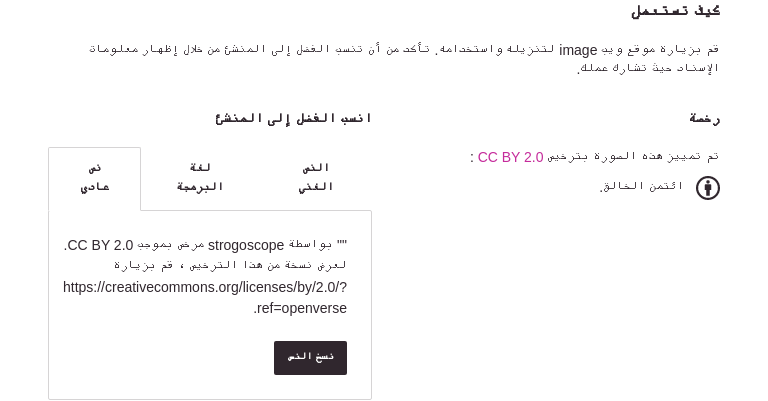 كيف تستعمل
قم بزيارة موقع ويب image لتنزيله واستخدامه. تأكد من أن تنسب الفضل إلى المنشئ من خلال إظهار معلومات
الإسناد حيث تشارك عملك.
رخصة
تم تمييز هذه الصورة بترخيص CC BY 2.0 :
ائتمن الخالق.
انسب الفضل إلى المنشئ
النص الغني
لغة البرمجة
نص عادي
"" بواسطة strogoscope مرخص بموجب CC BY 2.0.
لعرض نسخة من هذا الترخيص ، قم بزيارة
https://creativecommons.org/licenses/by/2.0/?
ref=openverse.
نسخ النص